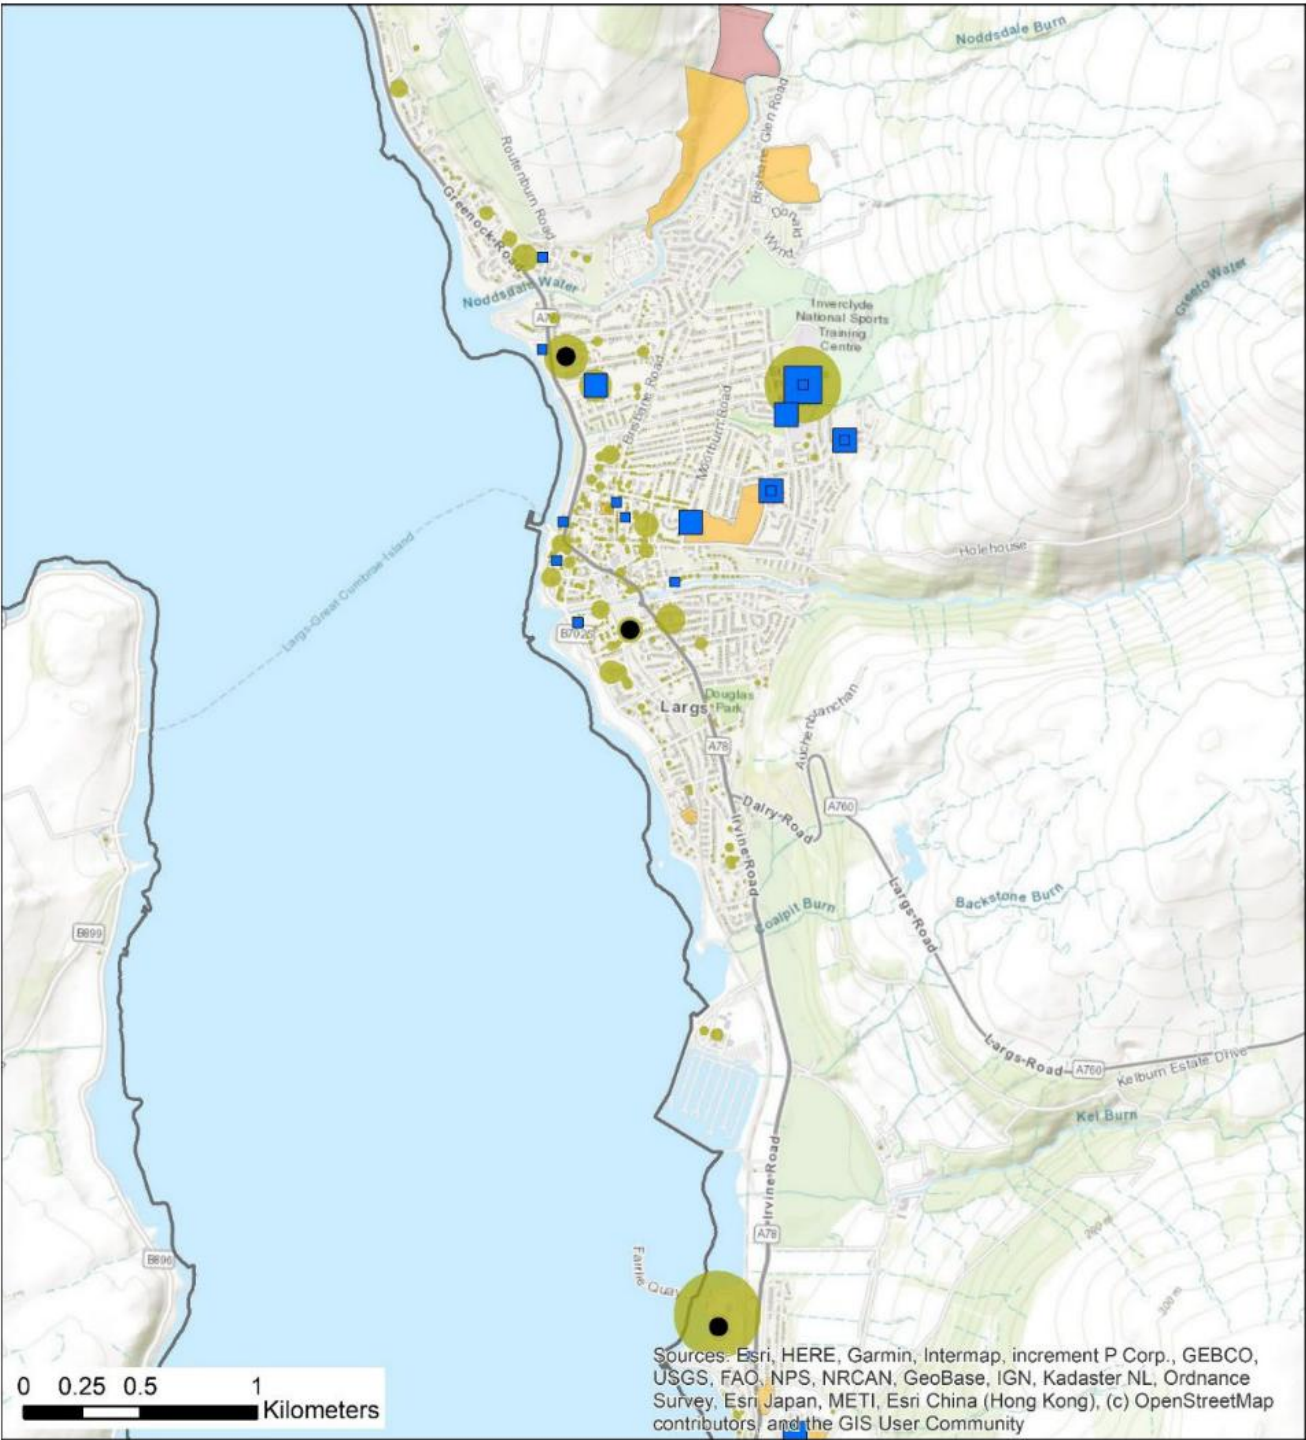 Noddsdale Burn
Brisbane Glen Road
Routenburn Road
Greenock-Road
Donald
Wynd
Greeto Water
Noddsdale Water
Inverclyde
National Sports
Training
Centre
Brisbane Road
Moorburn Road
Holehouse
Largs-Great Cumbrae Island
Douglas
Park
Largs
Auchenbranchan
A78
A760
Dalry-Road
Irvine-Road
Largs-Road
Backstone Burn
Coalpit Burn
B899
Largs-Road
A760
Kelburn Estate Drive
Kel Burn
Irvine-Road
200 m
A78
B896
Fairlie Quay
300 m
Sources: Esri, HERE, Garmin, Intermap, increment P Corp., GEBCO,
USGS, FAO, NPS, NRCAN, GeoBase, IGN, Kadaster NL, Ordnance
Survey, Esri Japan, METI, Esri China (Hong Kong), (c) OpenStreetMap
contributors, and the GIS User Community
0 0.25 0.5 1
Kilometers